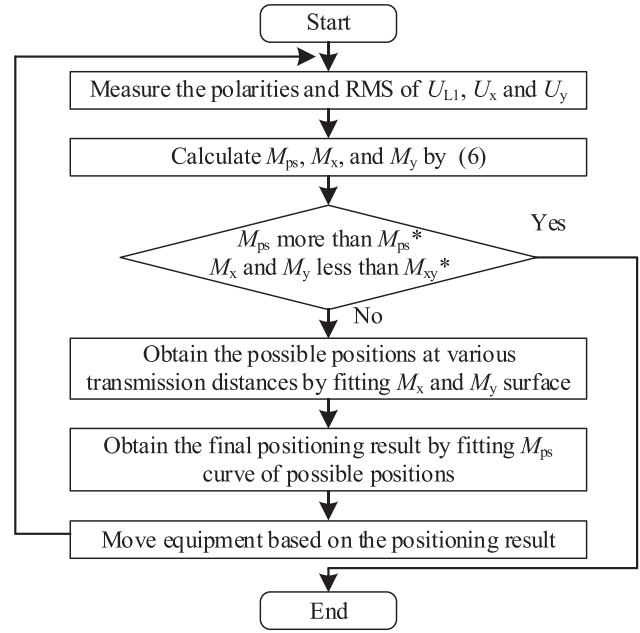 Start
Measure the polarities and RMS of UL1, Ux and Uy
Calculate Mps, Mx, and My by (6)
Yes
Mps more than Mps*
Mx and My less than Mxy*
No
Obtain the possible positions at various
transmission distances by fitting Mx and My surface
Obtain the final positioning result by fitting Mps
curve of possible positions
Move equipment based on the positioning result
End